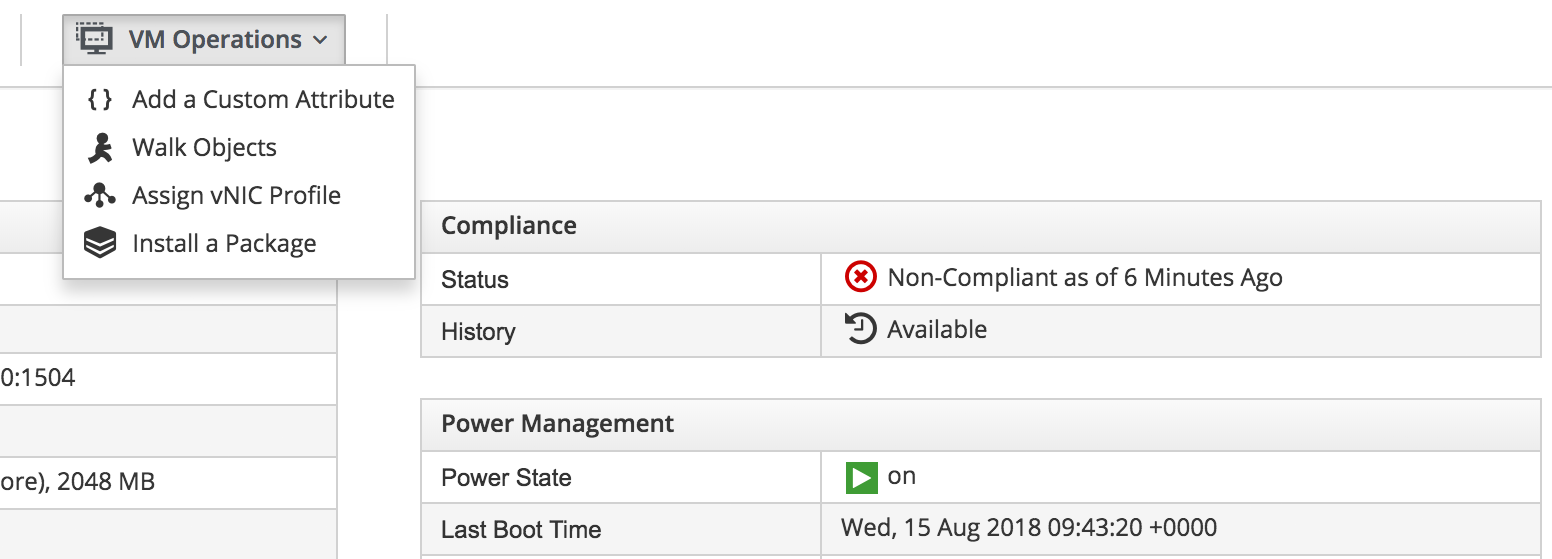 VM Operations
{ } Add a Custom Attribute
Walk Objects
Assign vNIC Profile
Install a Package
0:1504
ore), 2048 MB
Compliance
Status Non-Compliant as of 6 Minutes Ago
History Available
Power Management
Power State on
Last Boot Time Wed, 15 Aug 2018 09:43:20 +0000